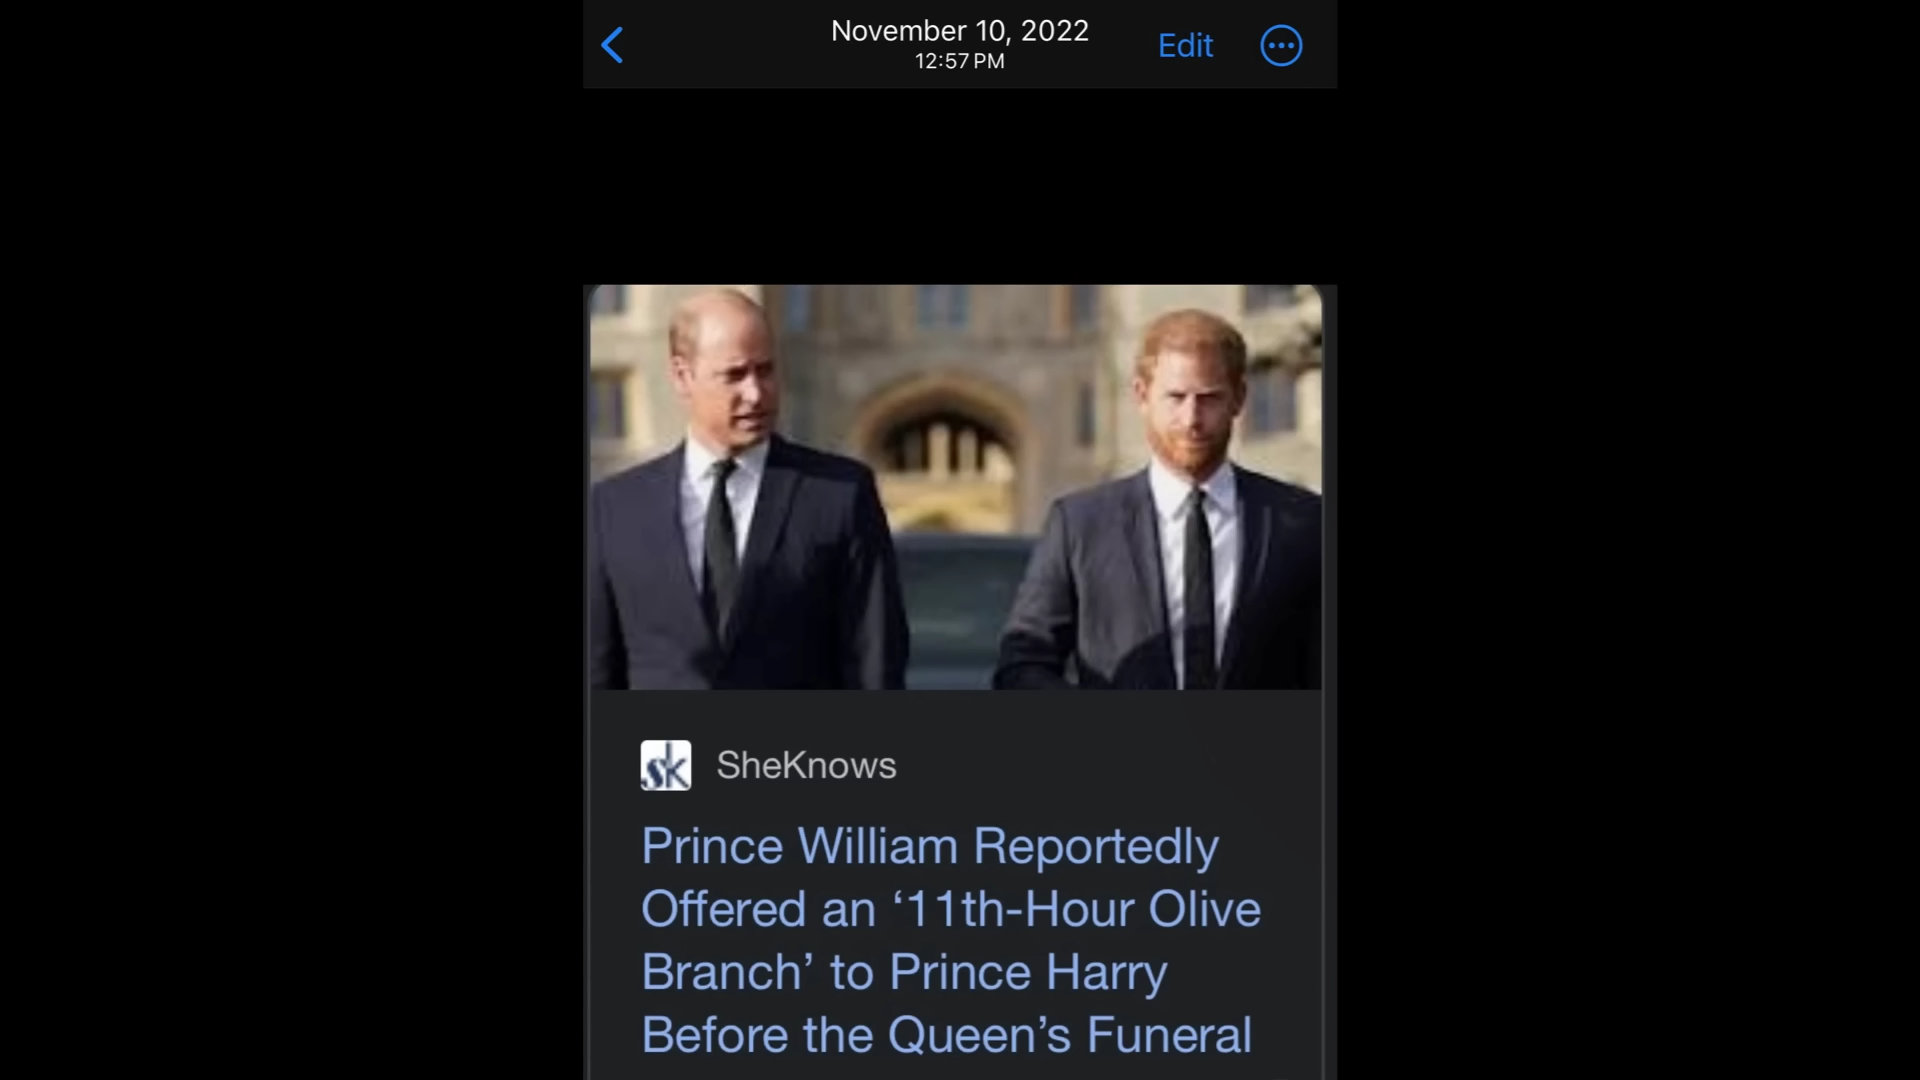 November 10, 2022
Edit
12:57 PM
sk
SheKnows
Prince William Reportedly
Offered an ‘11th-Hour Olive
Branch’ to Prince Harry
Before the Queen’s Funeral